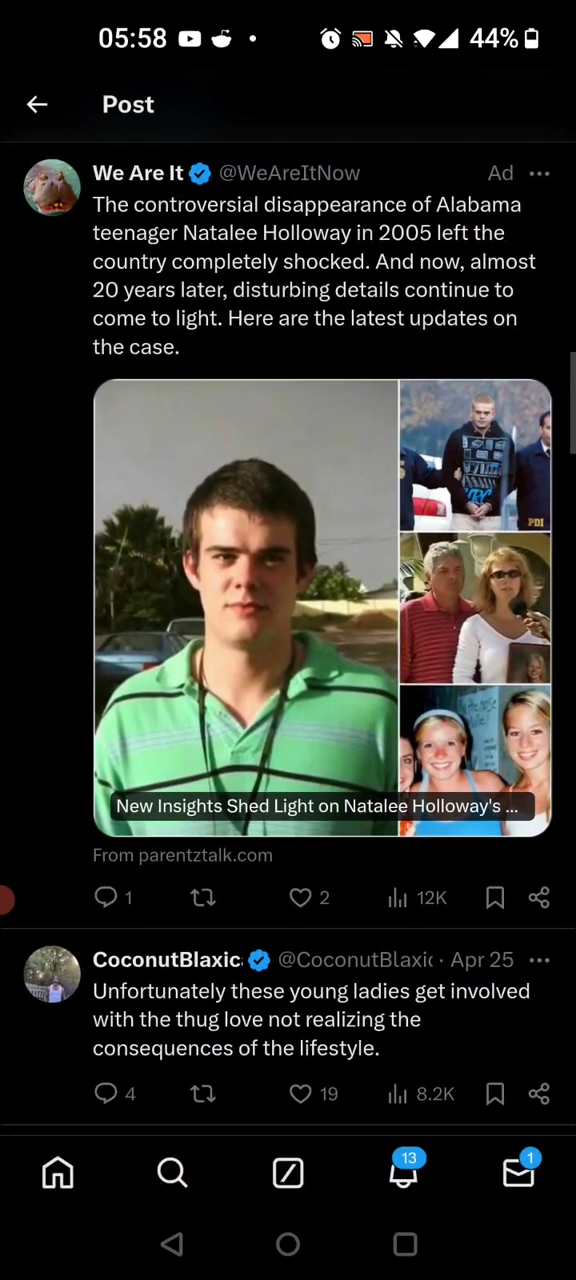 05:58 44%
Post
We Are It @WeAreItNow Ad
The controversial disappearance of Alabama
teenager Natalee Holloway in 2005 left the
country completely shocked. And now, almost
20 years later, disturbing details continue to
come to light. Here are the latest updates on
the case.
PDI
New Insights Shed Light on Natalee Holloway's ...
From parentztalk.com
1 2 12K
CoconutBlaxic @CoconutBlaxic · Apr 25
Unfortunately these young ladies get involved
with the thug love not realizing the
consequences of the lifestyle.
4 19 8.2K
13 1